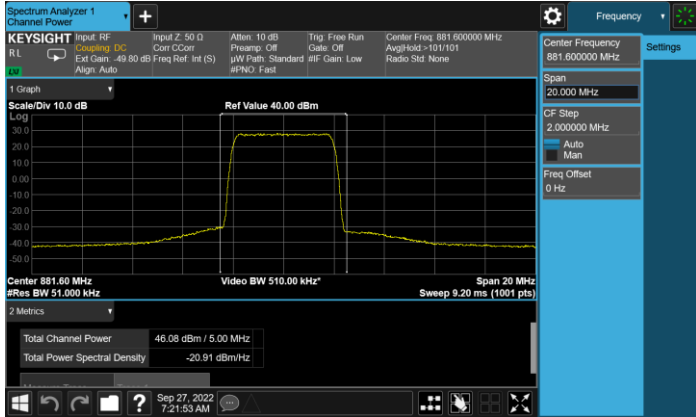 Spectrum Analyzer 1
Channel Power
+
Frequency
KEYSIGHT
RL
LXI
Input: RF
Coupling: DC
Ext Gain: -49.80 dB
Align: Auto
Input Z: 50 Ω
Corr CCorr
Freq Ref: Int (S)
Atten: 10 dB
Preamp: Off
µW Path: Standard
#PNO: Fast
Trig: Free Run
Gate: Off
#IF Gain: Low
Center Freq: 881.600000 MHz
Avg|Hold:>101/101
Radio Std: None
Center Frequency
881.600000 MHz
Settings
Span
20.000 MHz
CF Step
2.000000 MHz
Auto
Man
Freq Offset
0 Hz
1 Graph
Scale/Div 10.0 dB
Ref Value 40.00 dBm
Log
30.0
20.0
10.0
0.00
-10.0
-20.0
-30.0
-40.0
-50.0
Center 881.60 MHz
#Res BW 51.000 kHz
Video BW 510.00 kHz*
Span 20 MHz
Sweep 9.20 ms (1001 pts)
2 Metrics
Total Channel Power 46.08 dBm / 5.00 MHz
Total Power Spectral Density -20.91 dBm/Hz
?
Sep 27, 2022
7:21:53 AM